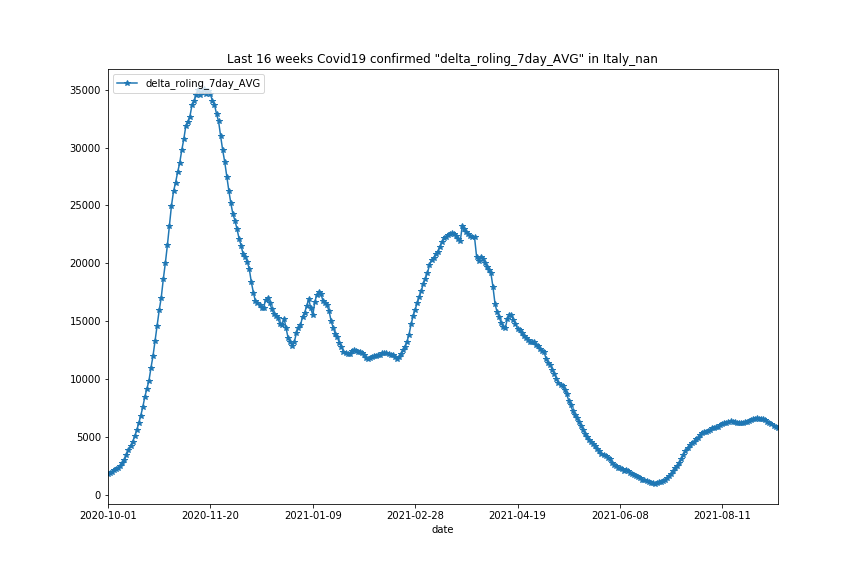 Last 16 weeks Covid19 confirmed "delta_roling_7day_AVG" in Italy_nan
delta_roling_7day_AVG
35000
30000
25000
20000
15000
10000
5000
0
2020-10-01 2020-11-20 2021-01-09 2021-02-28 2021-04-19 2021-06-08 2021-08-11
date